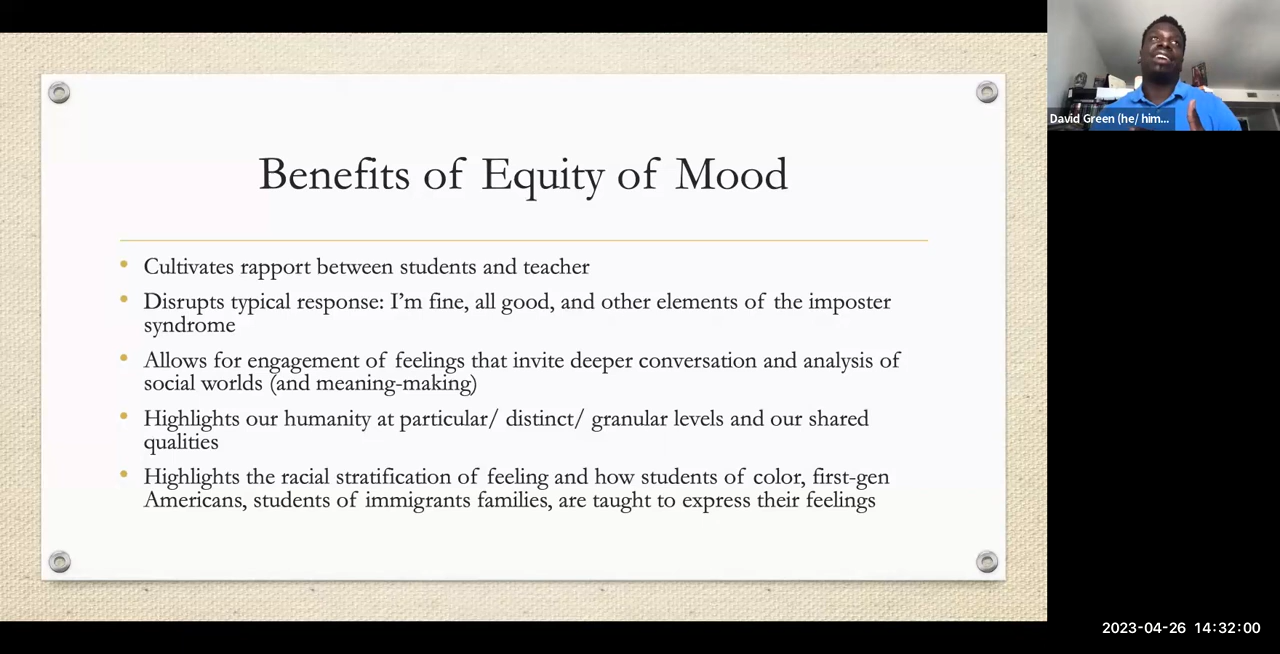 Benefits of Equity of Mood
• Cultivates rapport between students and teacher
• Disrupts typical response: I’m fine, all good, and other elements of the imposter
syndrome
• Allows for engagement of feelings that invite deeper conversation and analysis of
social worlds (and meaning-making)
• Highlights our humanity at particular/ distinct/ granular levels and our shared
qualities
• Highlights the racial stratification of feeling and how students of color, first-gen
Americans, students of immigrants families, are taught to express their feelings
David Green (he/ him...
2023-04-26 14:32:00